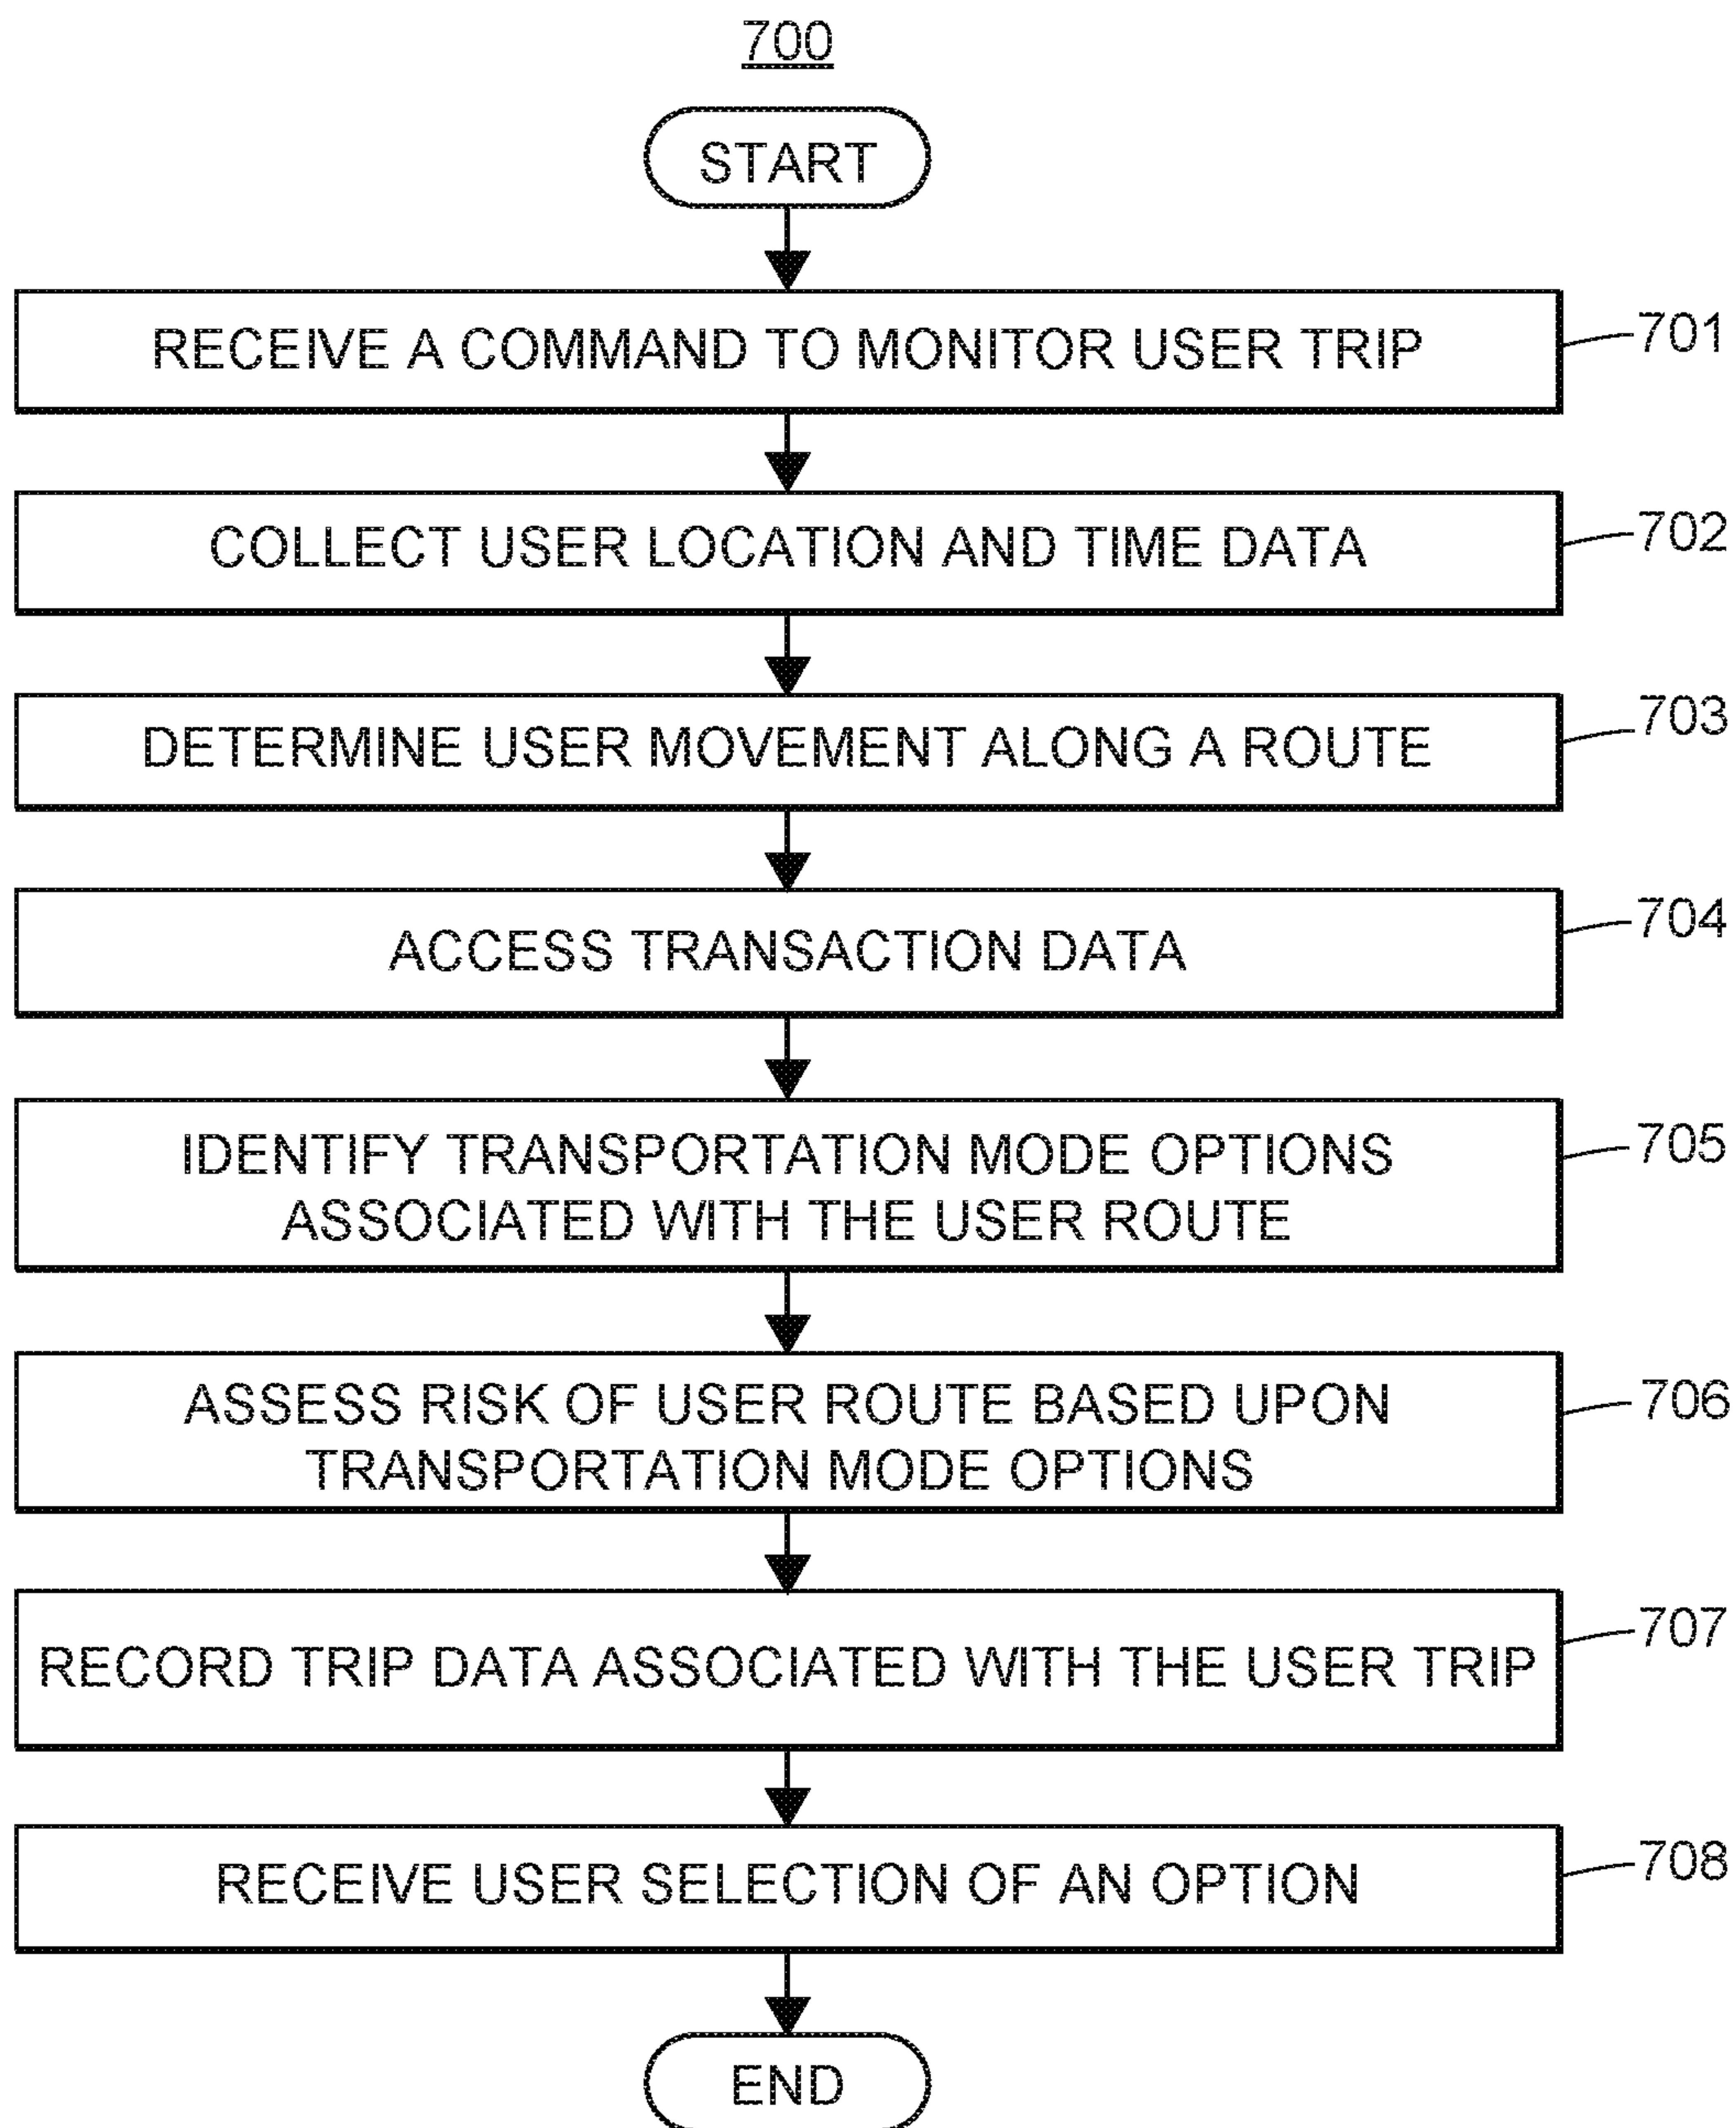 700
START
RECEIVE A COMMAND TO MONITOR USER TRIP
701
COLLECT USER LOCATION AND TIME DATA
702
DETERMINE USER MOVEMENT ALONG A ROUTE
703
ACCESS TRANSACTION DATA
704
IDENTIFY TRANSPORTATION MODE OPTIONS
ASSOCIATED WITH THE USER ROUTE
705
ASSESS RISK OF USER ROUTE BASED UPON
TRANSPORTATION MODE OPTIONS
706
RECORD TRIP DATA ASSOCIATED WITH THE USER TRIP
707
RECEIVE USER SELECTION OF AN OPTION
708
END